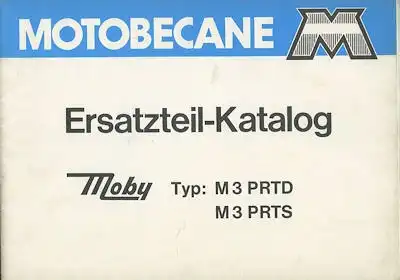 MOTOBECANE M
Ersatzteil-Katalog
Moby Typ: M3 PRTD
M3 PRTS